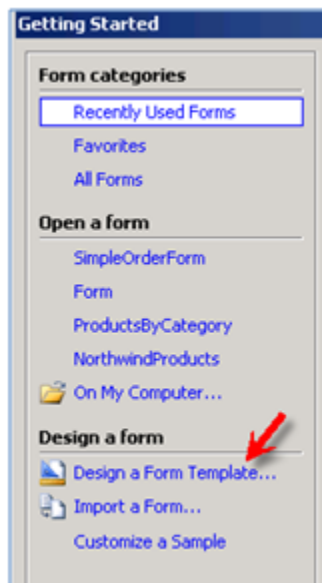 Getting Started
Form categories
Recently Used Forms
Favorites
All Forms
Open a form
SimpleOrderForm
Form
ProductsByCategory
NorthwindProducts
On My Computer...
Design a form
Design a Form Template...
Import a Form...
Customize a Sample